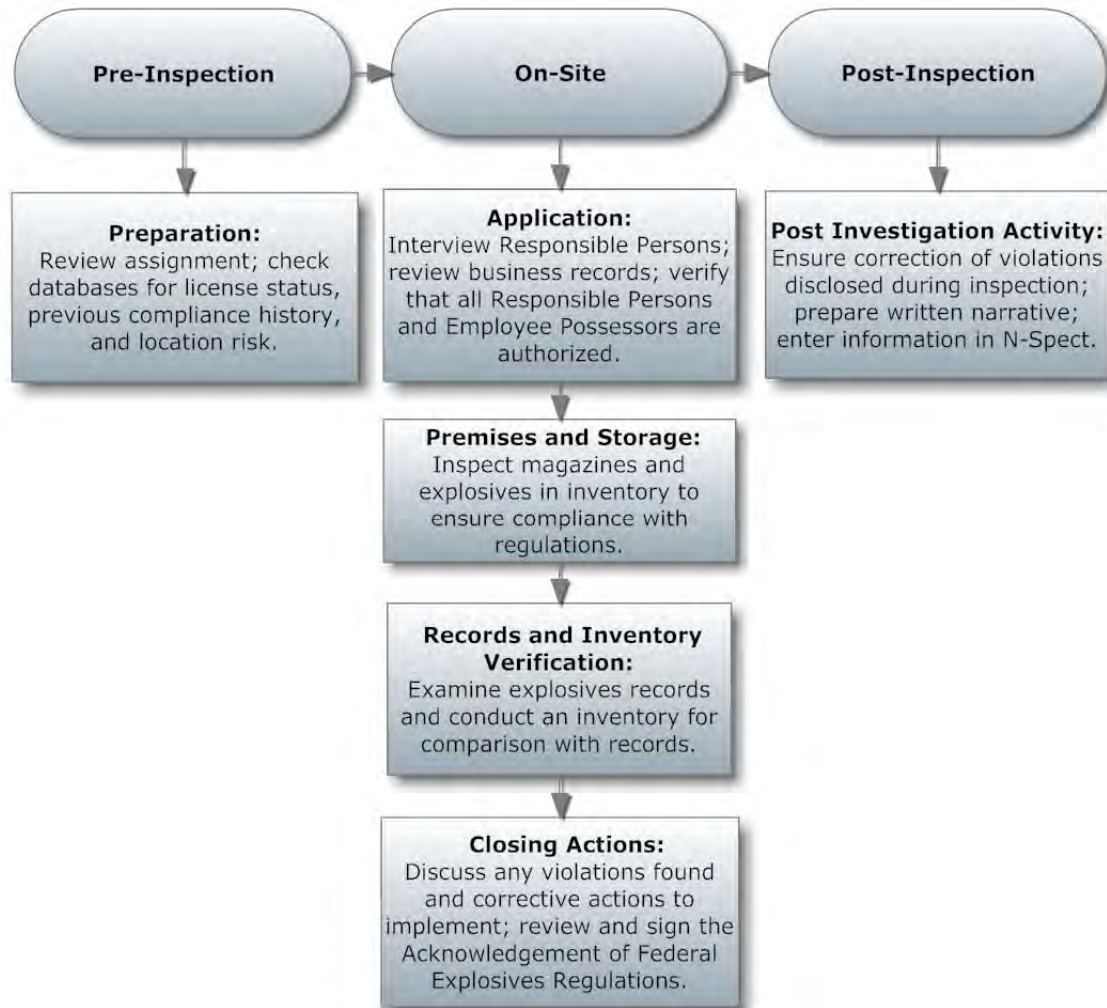 Pre-Inspection
On-Site
Post-Inspection
Preparation:
Review assignment; check
databases for license status,
previous compliance history,
and location risk.
Application:
Interview Responsible Persons;
review business records; verify
that all Responsible Persons
and Employee Possessors are
authorized.
Post Investigation Activity:
Ensure correction of violations
disclosed during inspection;
prepare written narrative;
enter information in N-Spect.
Premises and Storage:
Inspect magazines and
explosives in inventory to
ensure compliance with
regulations.
Records and Inventory
Verification:
Examine explosives records
and conduct an inventory for
comparison with records.
Closing Actions:
Discuss any violations found
and corrective actions to
implement; review and sign the
Acknowledgement of Federal
Explosives Regulations.